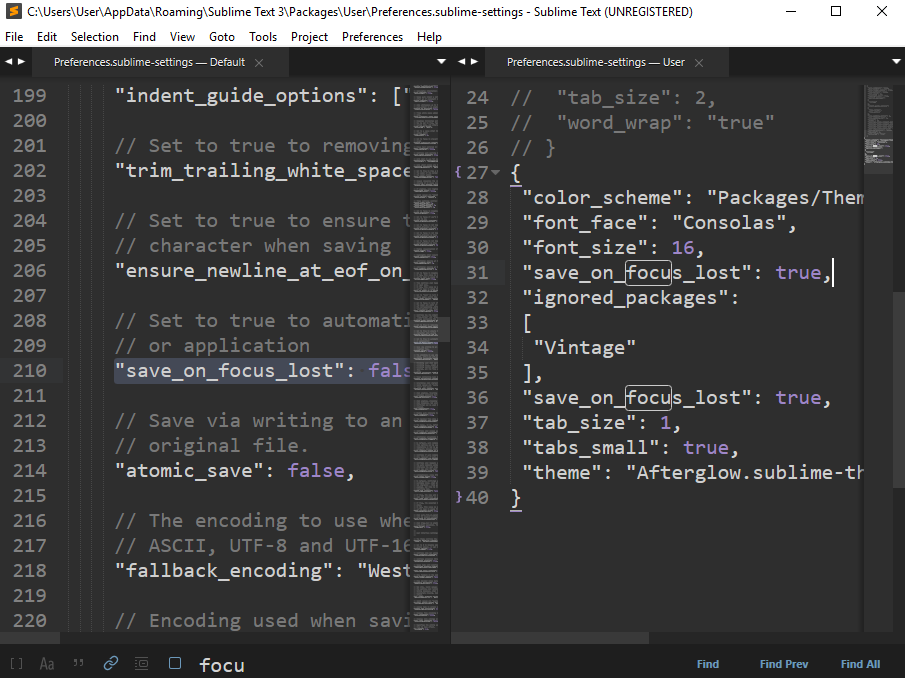 C:\Users\User\AppData\Roaming\Sublime Text 3\Packages\User\Preferences.sublime-settings - Sublime Text (UNREGISTERED)
File Edit Selection Find View Goto Tools Project Preferences Help
Preferences.sublime-settings — Default
199 "indent_guide_options": ["
200
201 // Set to true to removing
202 "trim_trailing_white_space
203
204 // Set to true to ensure t
205 // character when saving
206 "ensure_newline_at_eof_on_
207
208 // Set to true to automati
209 // or application
210 "save_on_focus_lost": fals
211
212 // Save via writing to an
213 // original file.
214 "atomic_save": false,
215
216 // The encoding to use whe
217 // ASCII, UTF-8 and UTF-16
218 "fallback_encoding": "West
219
220 // Encoding used when savi
Preferences.sublime-settings — User
24 //  "tab_size": 2,
25 //  "word_wrap": "true"
26 // }
27 {
28 "color_scheme": "Packages/Them
29 "font_face": "Consolas",
30 "font_size": 16,
31 "save_on_focus_lost": true,
32 "ignored_packages":
33 [
34 "Vintage"
35 ],
36 "save_on_focus_lost": true,
37 "tab_size": 1,
38 "tabs_small": true,
39 "theme": "Afterglow.sublime-th
40 }
[ ] Aa ” focu Find Find Prev Find All